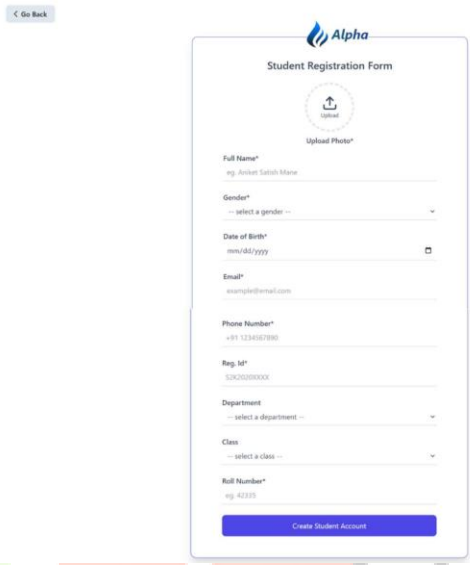 < Go Back
Alpha
Student Registration Form
Upload
Upload Photo*
Full Name*
eg. Aniket Satish Mane
Gender*
-- select a gender --
Date of Birth*
mm/dd/yyyy
Email*
example@email.com
Phone Number*
+91 1234567890
Reg. Id*
S2K2020XXXX
Department
-- select a department --
Class
-- select a class --
Roll Number*
eg. 42335
Create Student Account